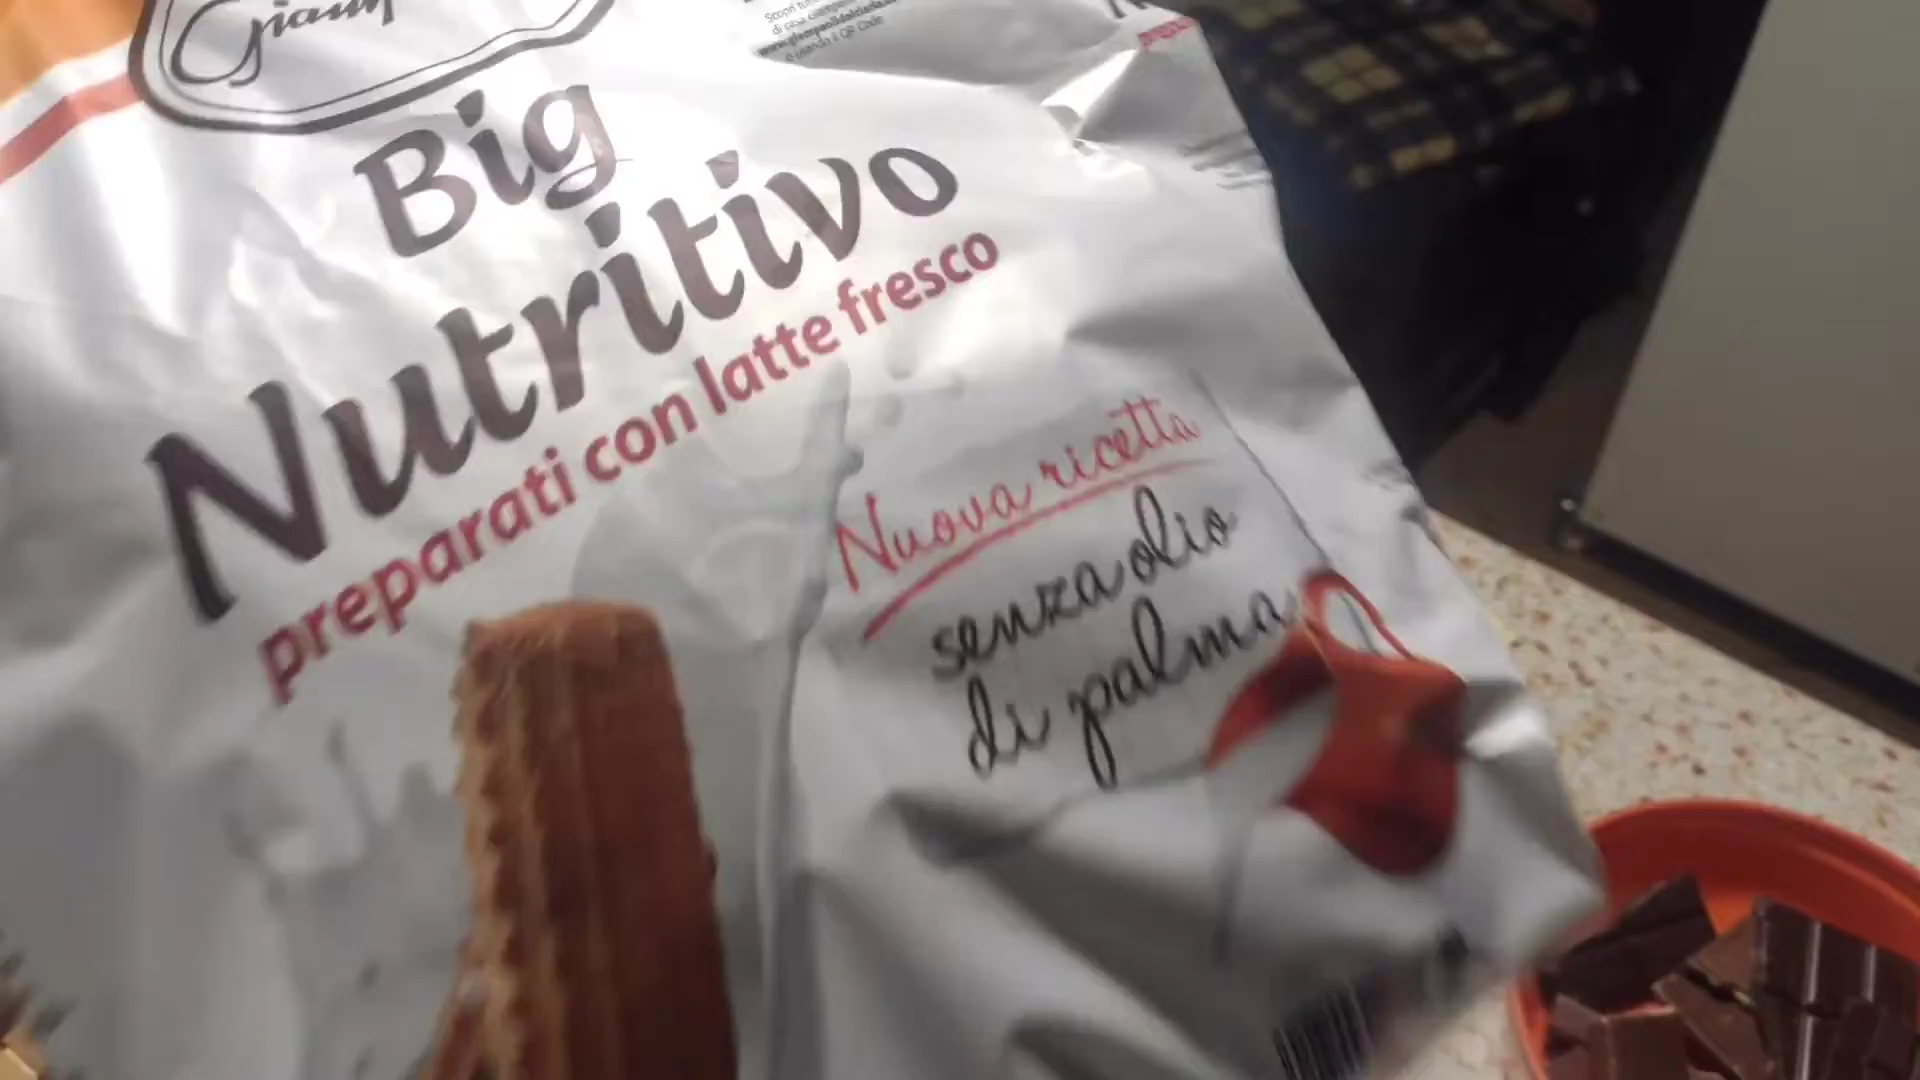 Big
Nutritivo
preparati con latte fresco
Nuova ricetta
senza olio
di palma